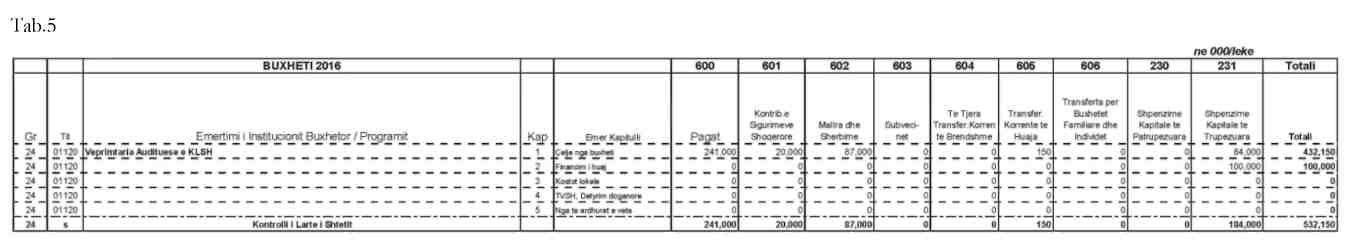 Tab.5
ne 000/leke
BUXHETI 2016 600 601 602 603 604 605 606 230 231 Totali
Gr Tit Emertimi i Institucionit Buxhetor / Programit Kap Emer Kapitulli Pagat Kontrib.e Sigurimeve Shoqerore Mallra dhe Sherbime Subvecionet Te Tjera Transfer.Korren te Brendshme Transfer. Korrente te Huaja Transferta per Buxhetet Familiare dhe Individet Shpenzime Kapitale te Patrupezuara Shpenzime Kapitale te Trupezuara Totali
24 01120 Veprimtaria Audituese e KLSH 1 Celje nga buxheti 241,000 20,000 87,000 0 0 150 0 0 84,000 432,150
24 01120 2 Financim i huaj 0 0 0 0 0 0 0 0 100,000 100,000
24 01120 3 Kostot lokale 0 0 0 0 0 0 0 0 0 0
24 01120 4 TVSH, Detyrim doganore 0 0 0 0 0 0 0 0 0 0
24 01120 5 Nga te ardhurat e veta 0 0 0 0 0 0 0 0 0 0
24 s Kontrolli i Larte i Shtetit 241,000 20,000 87,000 0 0 150 0 0 184,000 532,150